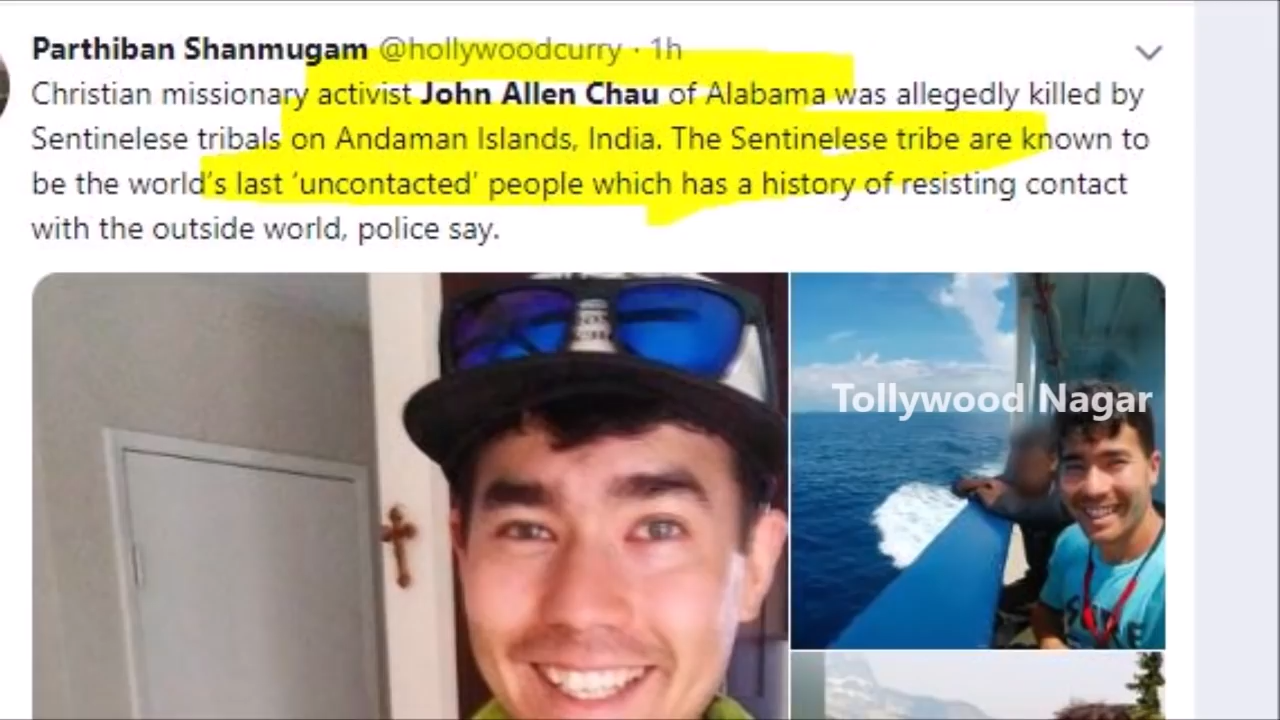 Parthiban Shanmugam @hollywoodcurry · 1h
Christian missionary activist John Allen Chau of Alabama was allegedly killed by
Sentinelese tribals on Andaman Islands, India. The Sentinelese tribe are known to
be the world's last 'uncontacted' people which has a history of resisting contact
with the outside world, police say.
Tollywood Nagar